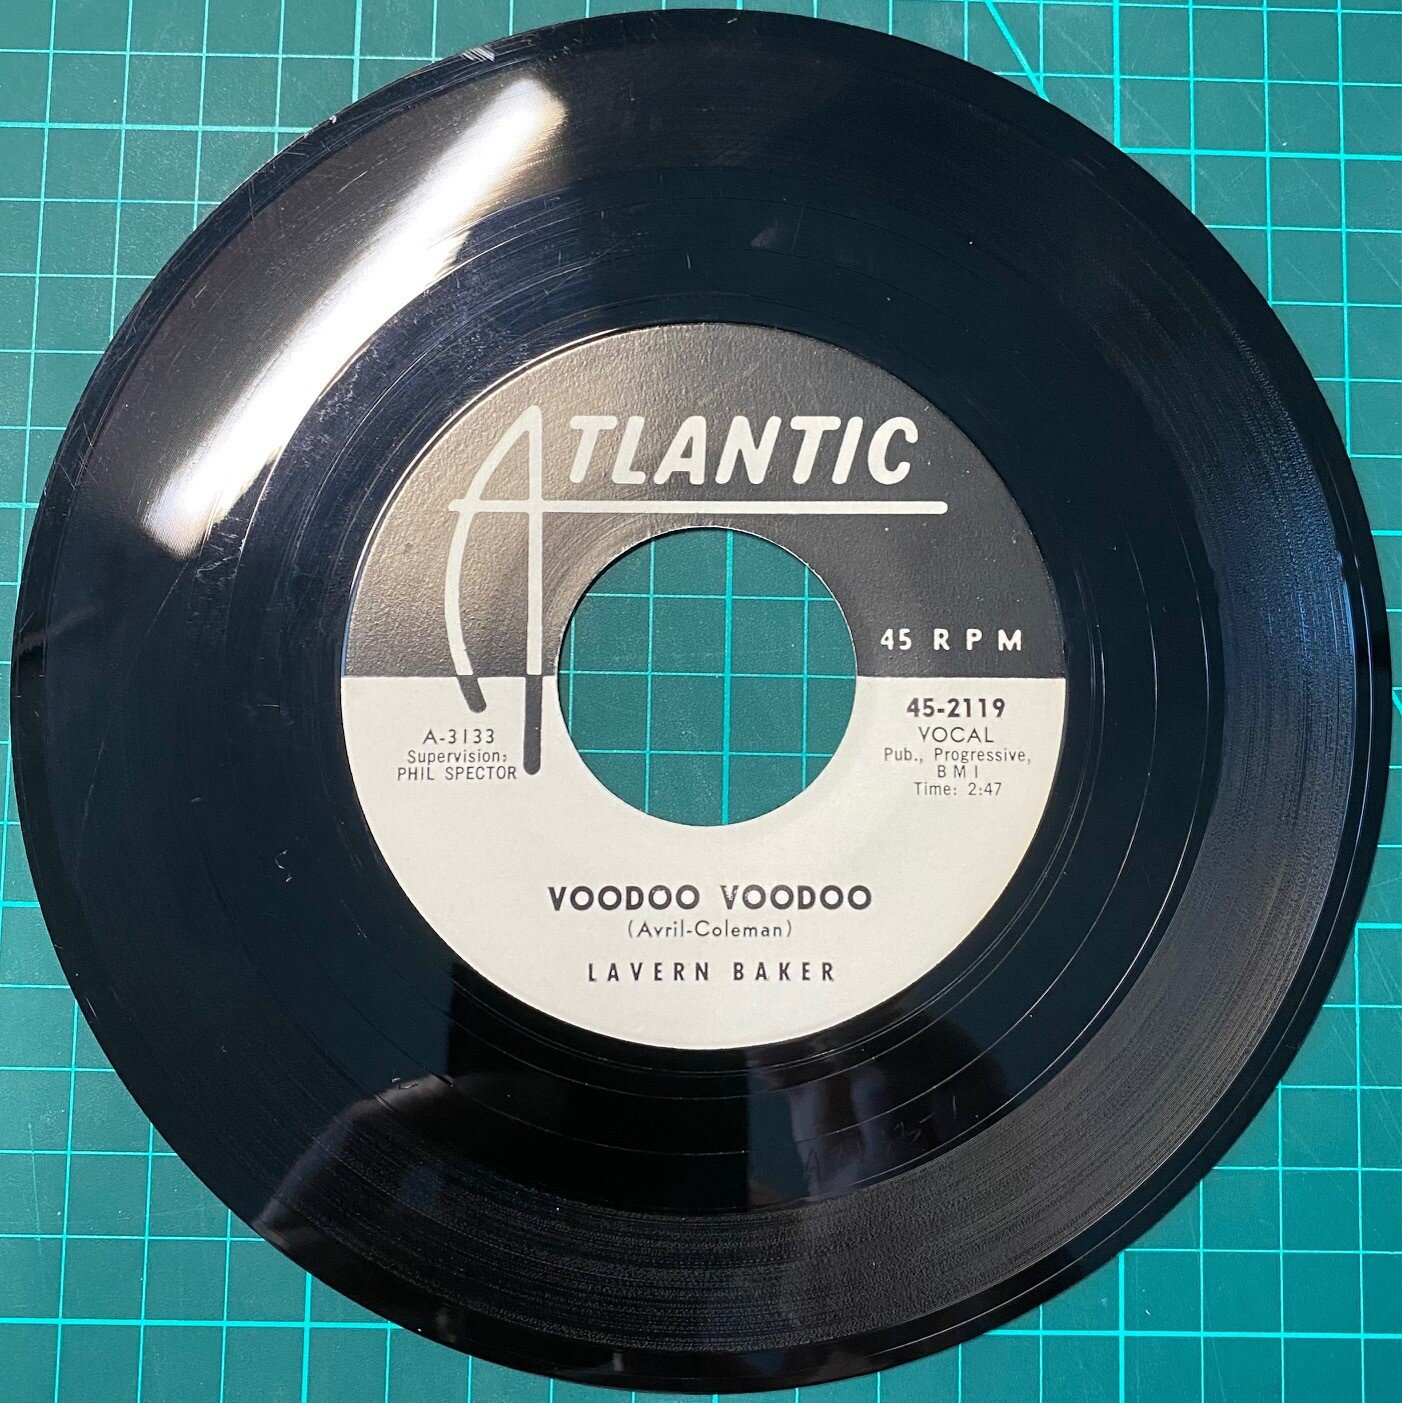 ATLANTIC
45 RPM
A-3133
Supervision:
PHIL SPECTOR
45-2119
VOCAL
Pub., Progressive,
BMI
Time: 2:47
VOODOO VOODOO
(Avril-Coleman)
LAVERN BAKER